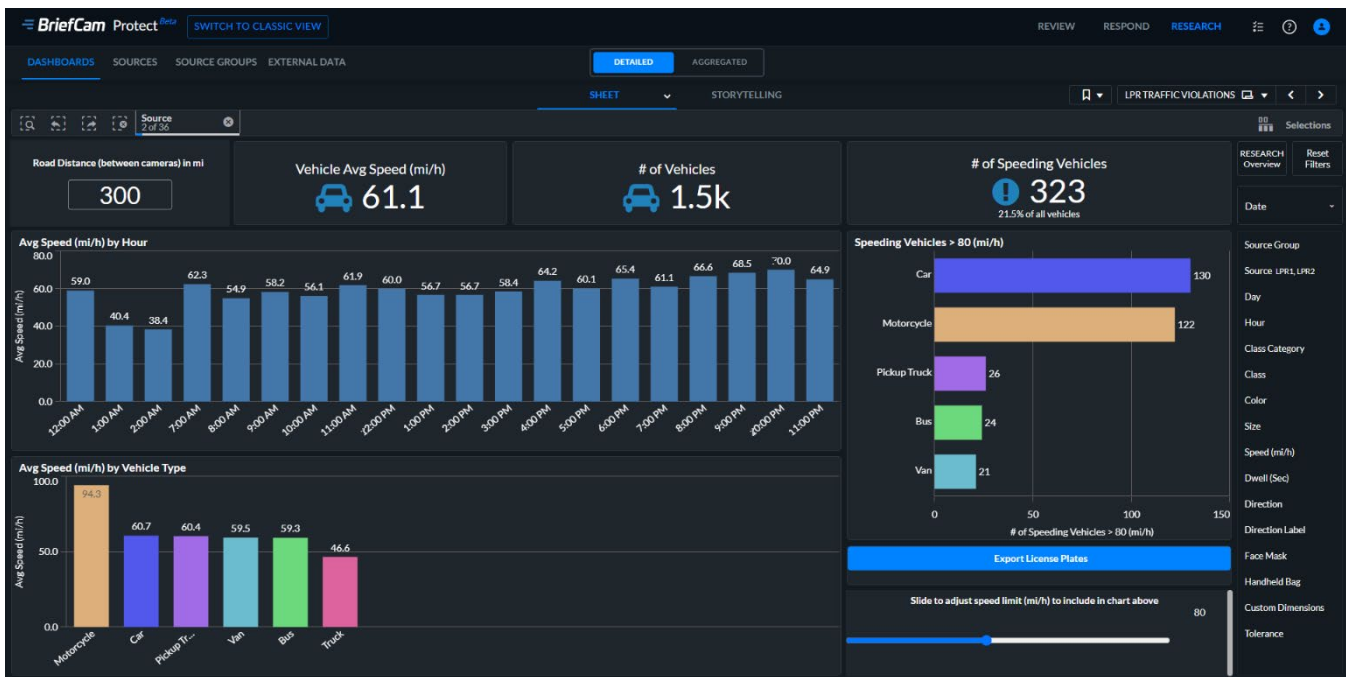 BriefCam Protect Beta SWITCH TO CLASSIC VIEW REVIEW RESPOND RESEARCH
DASHBOARDS SOURCES SOURCE GROUPS EXTERNAL DATA DETAILED AGGREGATED
SHEET STORYTELLING LPR TRAFFIC VIOLATIONS
Source
2 of 36
Selections
Road Distance (between cameras) in mi
300
Vehicle Avg Speed (mi/h)
61.1
# of Vehicles
1.5k
# of Speeding Vehicles
323
21.5% of all vehicles
RESEARCH Overview
Reset Filters
Date
Avg Speed (mi/h) by Hour
Avg Speed (mi/h)
80.0
60.0
40.0
20.0
0.0
59.0 40.4 38.4 62.3 54.9 58.2 56.1 61.9 60.0 56.7 56.7 58.4 64.2 60.1 65.4 61.1 66.6 68.5 70.0 64.9
12:00 AM 1:00 AM 2:00 AM 7:00 AM 8:00 AM 9:00 AM 10:00 AM 11:00 AM 12:00 PM 1:00 PM 2:00 PM 3:00 PM 4:00 PM 5:00 PM 6:00 PM 7:00 PM 8:00 PM 9:00 PM 10:00 PM 11:00 PM
Speeding Vehicles > 80 (mi/h)
Car 130
Motorcycle 122
Pickup Truck 26
Bus 24
Van 21
0 50 100 150
# of Speeding Vehicles > 80 (mi/h)
Export License Plates
Slide to adjust speed limit (mi/h) to include in chart above
80
Avg Speed (mi/h) by Vehicle Type
Avg Speed (mi/h)
100.0
50.0
0.0
94.3 60.7 60.4 59.5 59.3 46.6
Motorcycle Car Pickup Tr... Van Bus Truck
Source Group
Source LPR1, LPR2
Day
Hour
Class Category
Class
Color
Size
Speed (mi/h)
Dwell (Sec)
Direction
Direction Label
Face Mask
Handheld Bag
Custom Dimensions
Tolerance